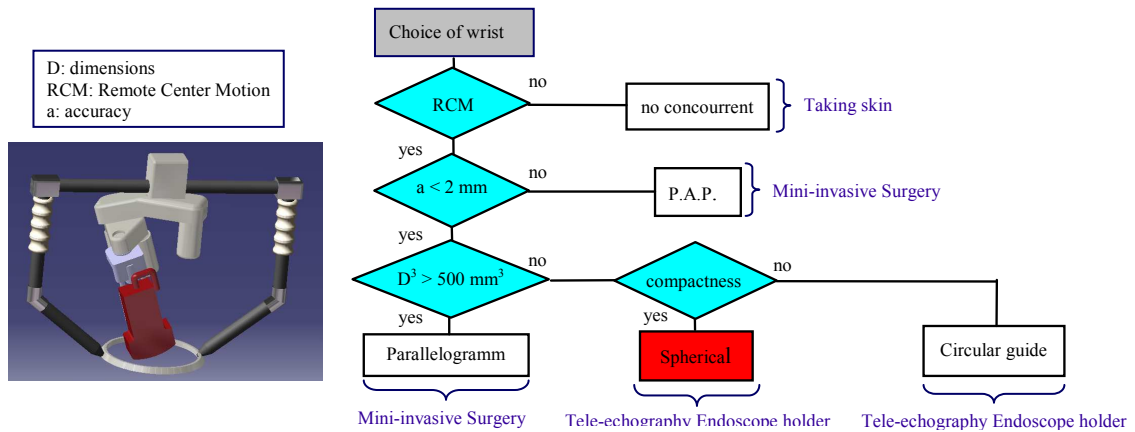 Choice of wrist
D: dimensions
RCM: Remote Center Motion
a: accuracy
RCM
no
no concourrent
Taking skin
yes
a < 2 mm
no
P.A.P.
Mini-invasive Surgery
yes
D³ > 500 mm³
no
compactness
no
yes
yes
Parallelogramm
Spherical
Circular guide
Mini-invasive Surgery
Tele-echography Endoscope holder
Tele-echography Endoscope holder